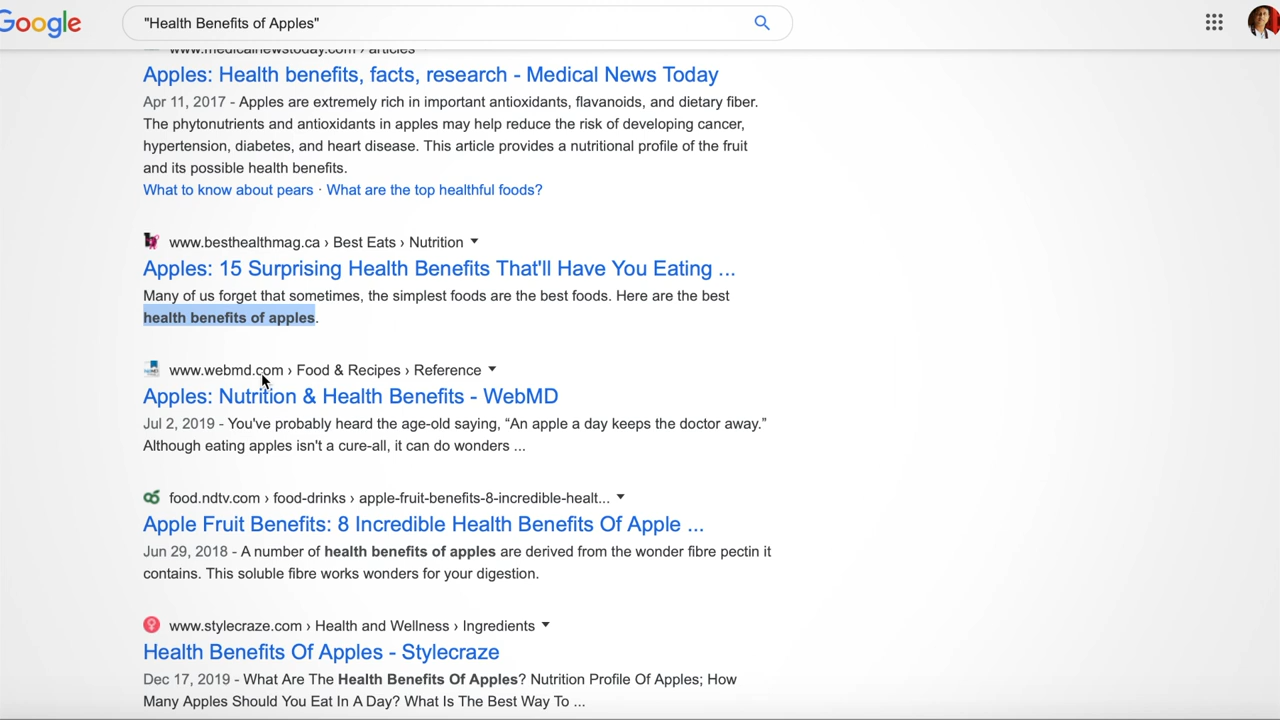 Google
"Health Benefits of Apples"
www.medicalnewstoday.com › articles
Apples: Health benefits, facts, research - Medical News Today
Apr 11, 2017 - Apples are extremely rich in important antioxidants, flavanoids, and dietary fiber.
The phytonutrients and antioxidants in apples may help reduce the risk of developing cancer,
hypertension, diabetes, and heart disease. This article provides a nutritional profile of the fruit
and its possible health benefits.
What to know about pears · What are the top healthful foods?
www.besthealthmag.ca › Best Eats › Nutrition
Apples: 15 Surprising Health Benefits That'll Have You Eating ...
Many of us forget that sometimes, the simplest foods are the best foods. Here are the best
health benefits of apples.
www.webmd.com › Food & Recipes › Reference
Apples: Nutrition & Health Benefits - WebMD
Jul 2, 2019 - You've probably heard the age-old saying, “An apple a day keeps the doctor away.”
Although eating apples isn't a cure-all, it can do wonders ...
food.ndtv.com › food-drinks › apple-fruit-benefits-8-incredible-healt...
Apple Fruit Benefits: 8 Incredible Health Benefits Of Apple ...
Jun 29, 2018 - A number of health benefits of apples are derived from the wonder fibre pectin it
contains. This soluble fibre works wonders for your digestion.
www.stylecraze.com › Health and Wellness › Ingredients
Health Benefits Of Apples - Stylecraze
Dec 17, 2019 - What Are The Health Benefits Of Apples? Nutrition Profile Of Apples; How
Many Apples Should You Eat In A Day? What Is The Best Way To ...